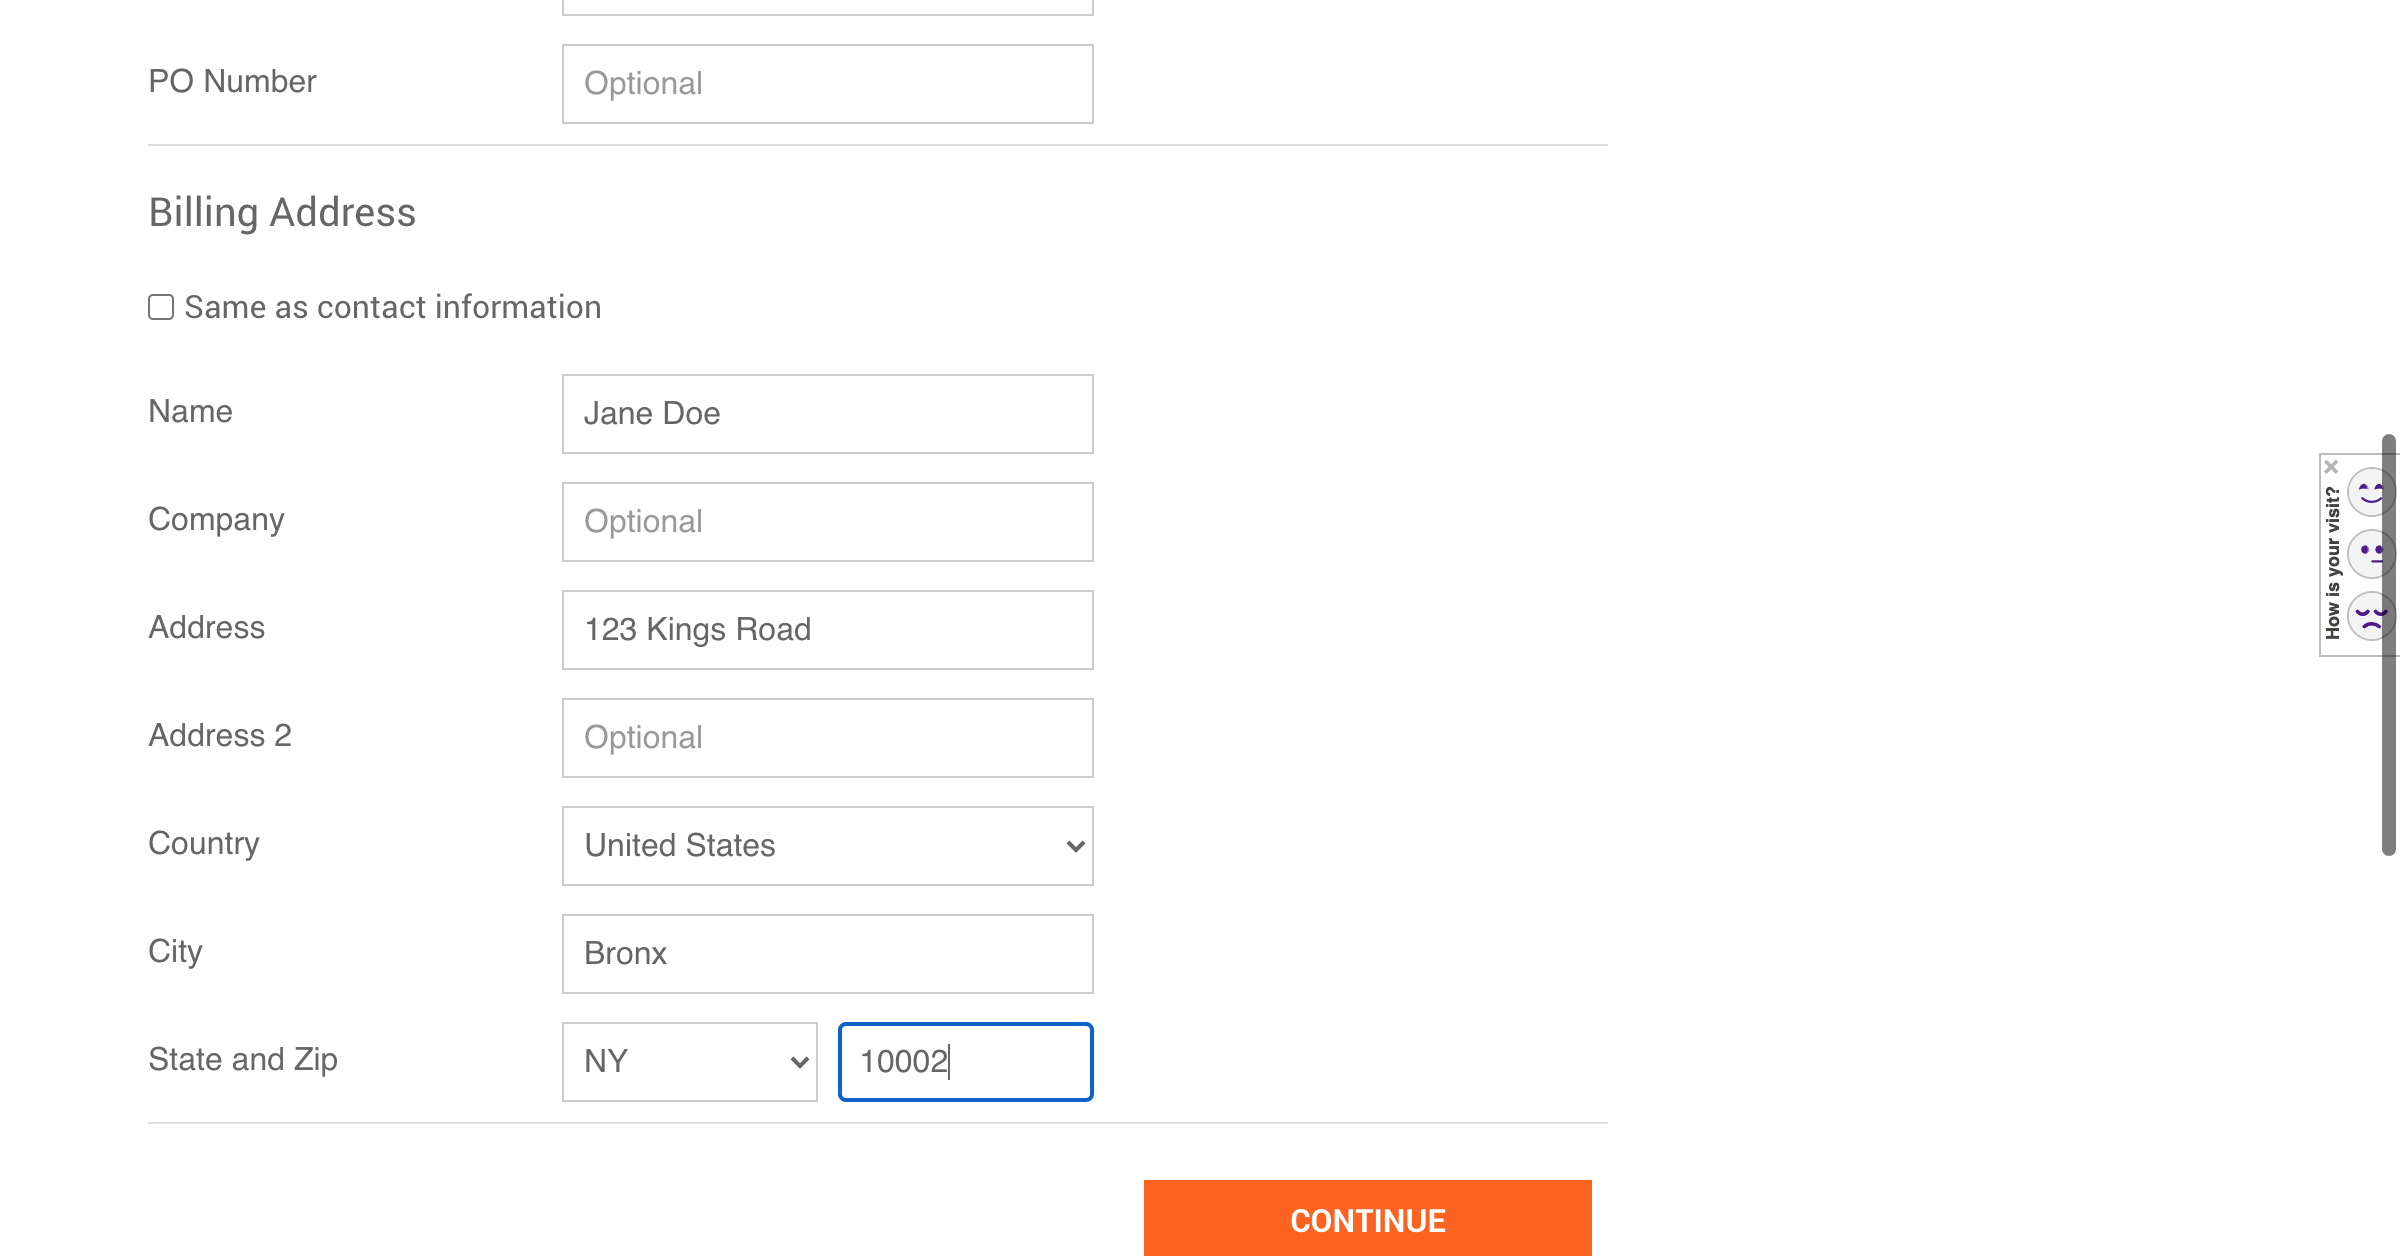 PO Number
Optional
Billing Address
Same as contact information
Name
Jane Doe
Company
Optional
Address
123 Kings Road
Address 2
Optional
Country
United States
City
Bronx
State and Zip
NY
10002
CONTINUE
How is your visit?